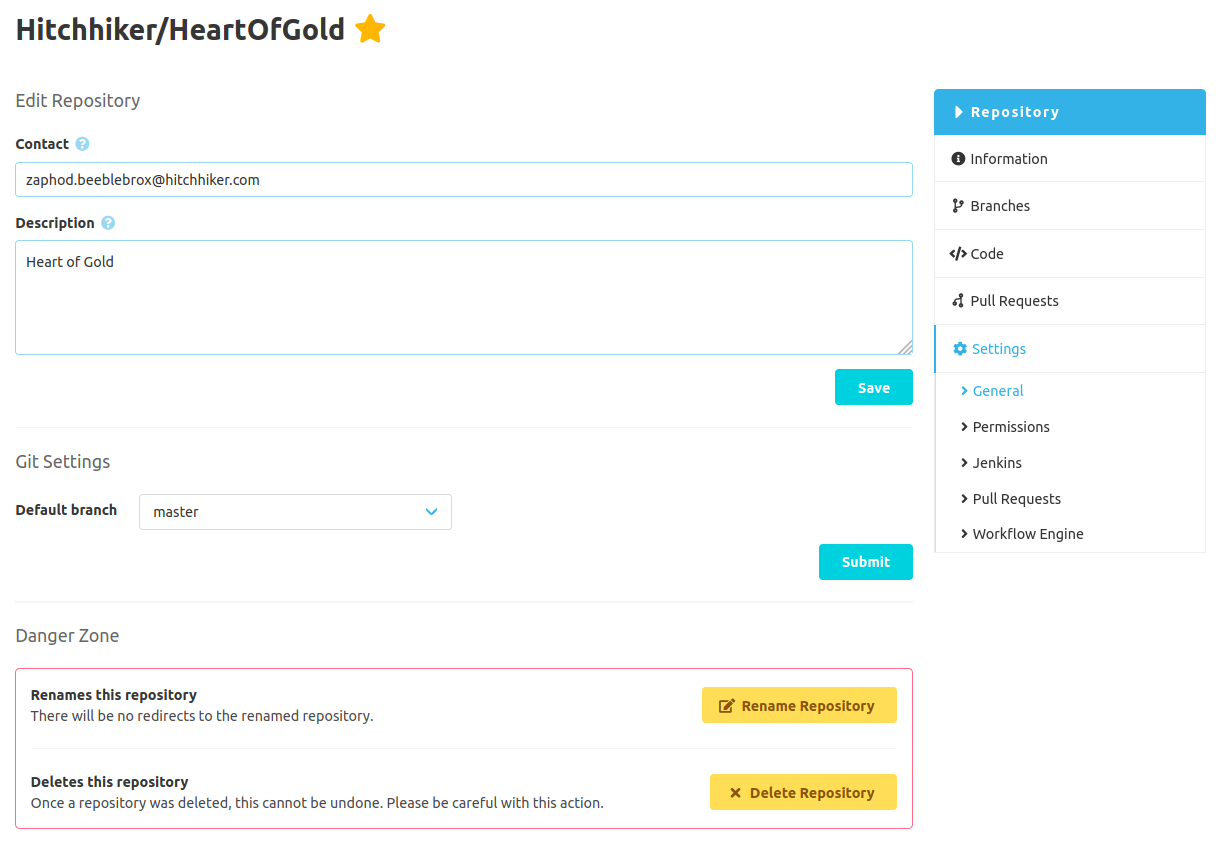 Hitchhiker/HeartOfGold
Edit Repository
Contact ?
zaphod.beeblebrox@hitchhiker.com
Description ?
Heart of Gold
Save
Git Settings
Default branch
master
Submit
Danger Zone
Renames this repository
There will be no redirects to the renamed repository.
Rename Repository
Deletes this repository
Once a repository was deleted, this cannot be undone. Please be careful with this action.
Delete Repository
Repository
Information
Branches
Code
Pull Requests
Settings
General
Permissions
Jenkins
Pull Requests
Workflow Engine